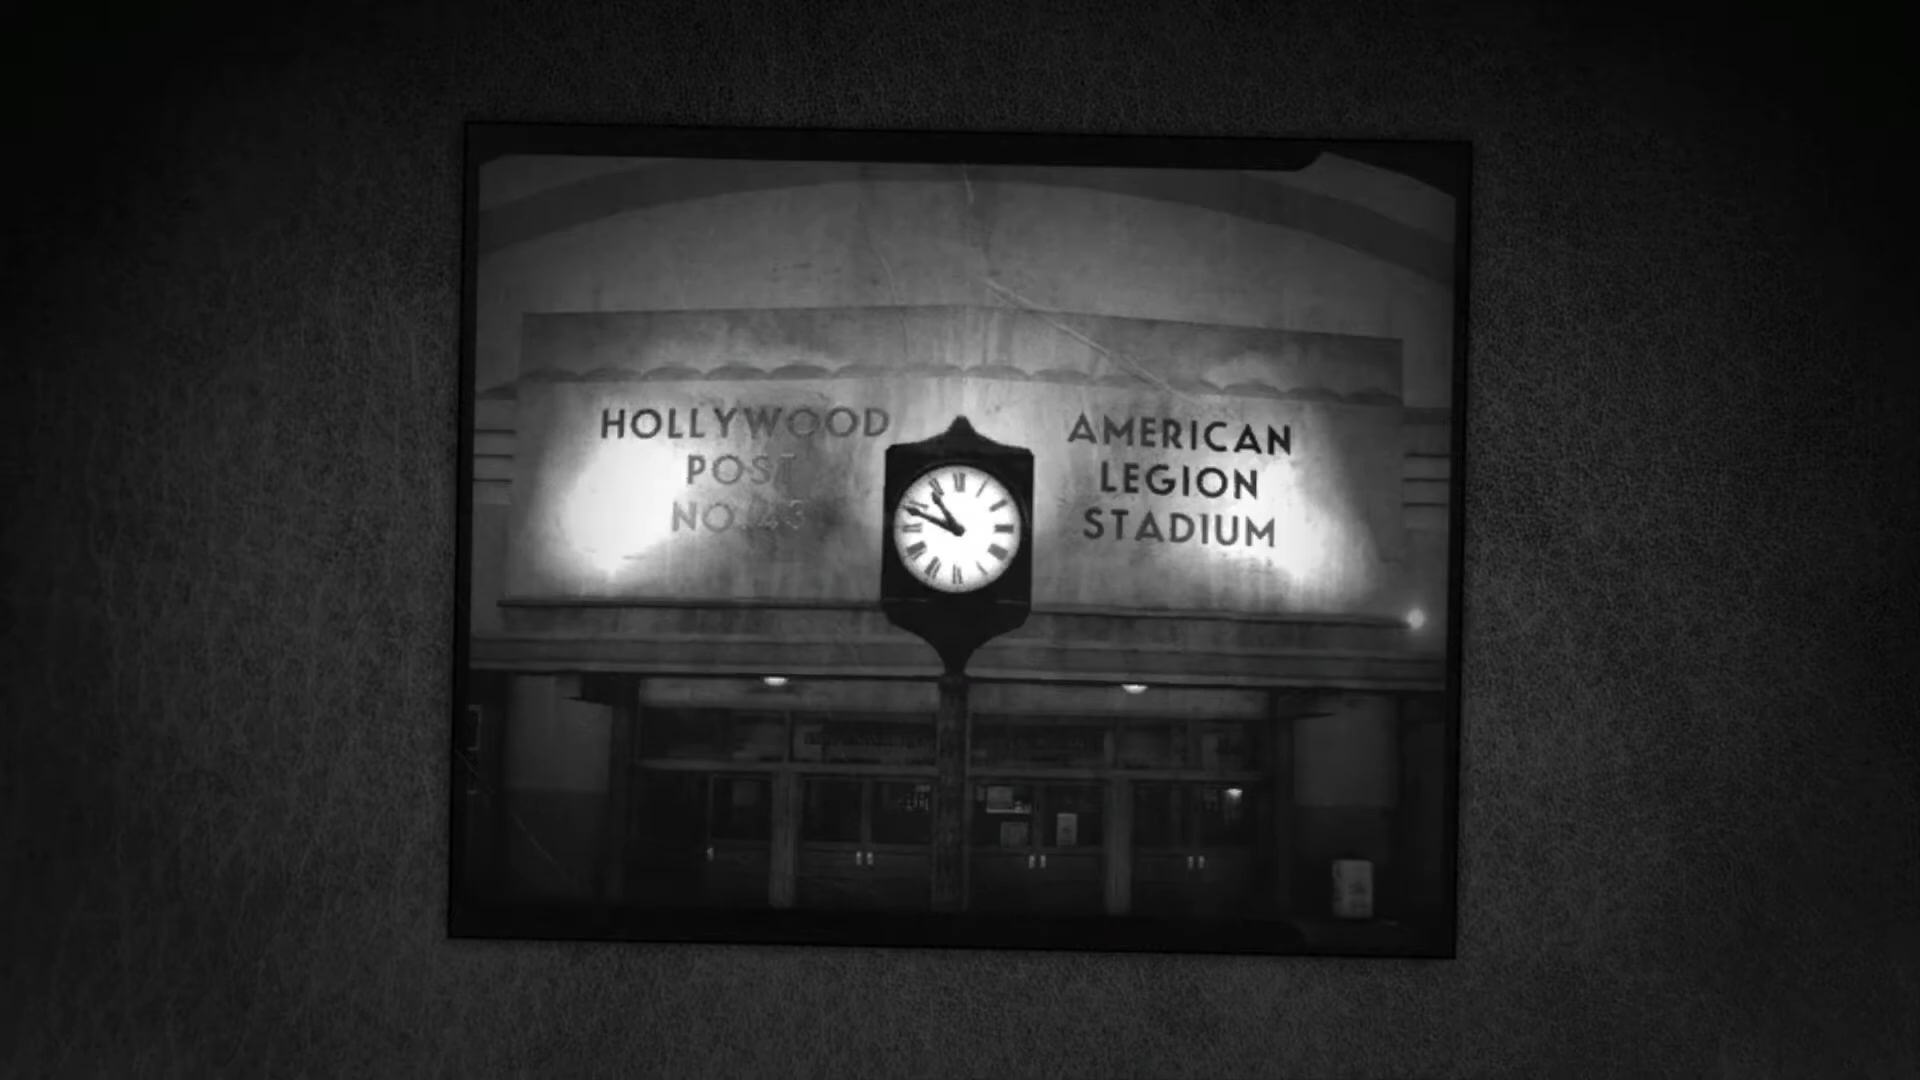 HOLLYWOOD
POST
NO. 43
AMERICAN
LEGION
STADIUM